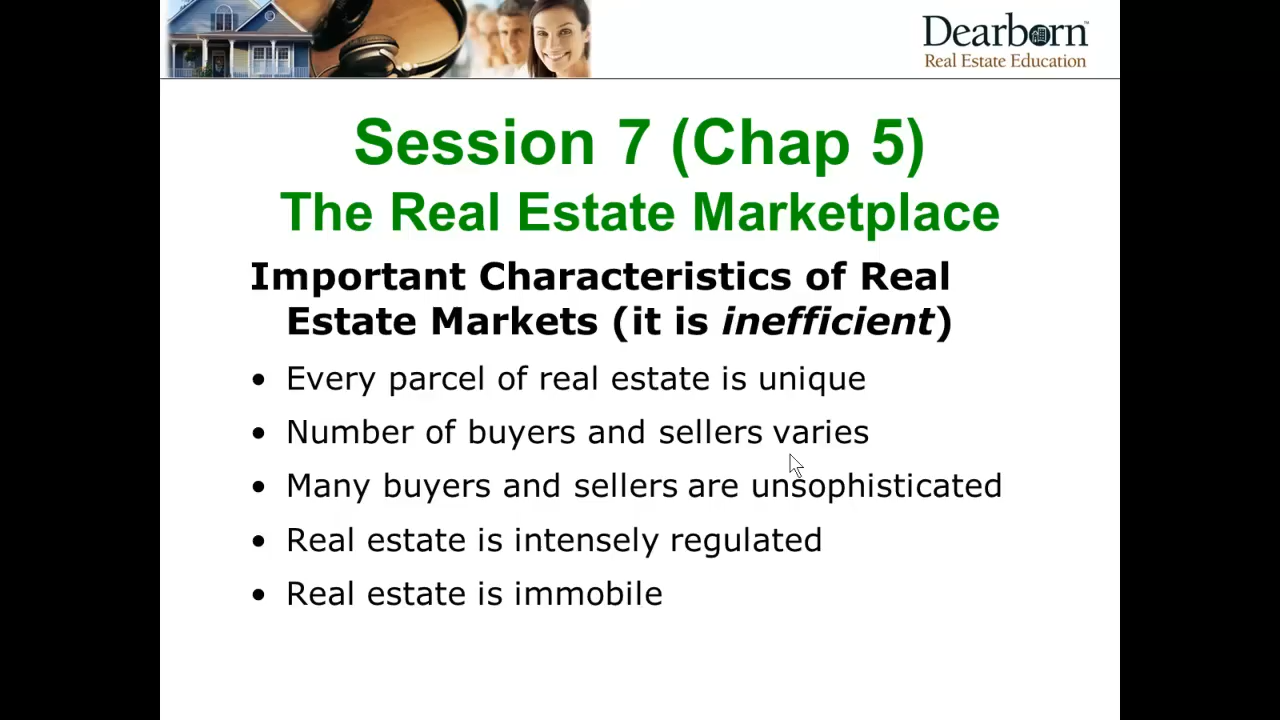 Dearborn™
Real Estate Education
Session 7 (Chap 5)
The Real Estate Marketplace
Important Characteristics of Real
Estate Markets (it is inefficient)
• Every parcel of real estate is unique
• Number of buyers and sellers varies
• Many buyers and sellers are unsophisticated
• Real estate is intensely regulated
• Real estate is immobile